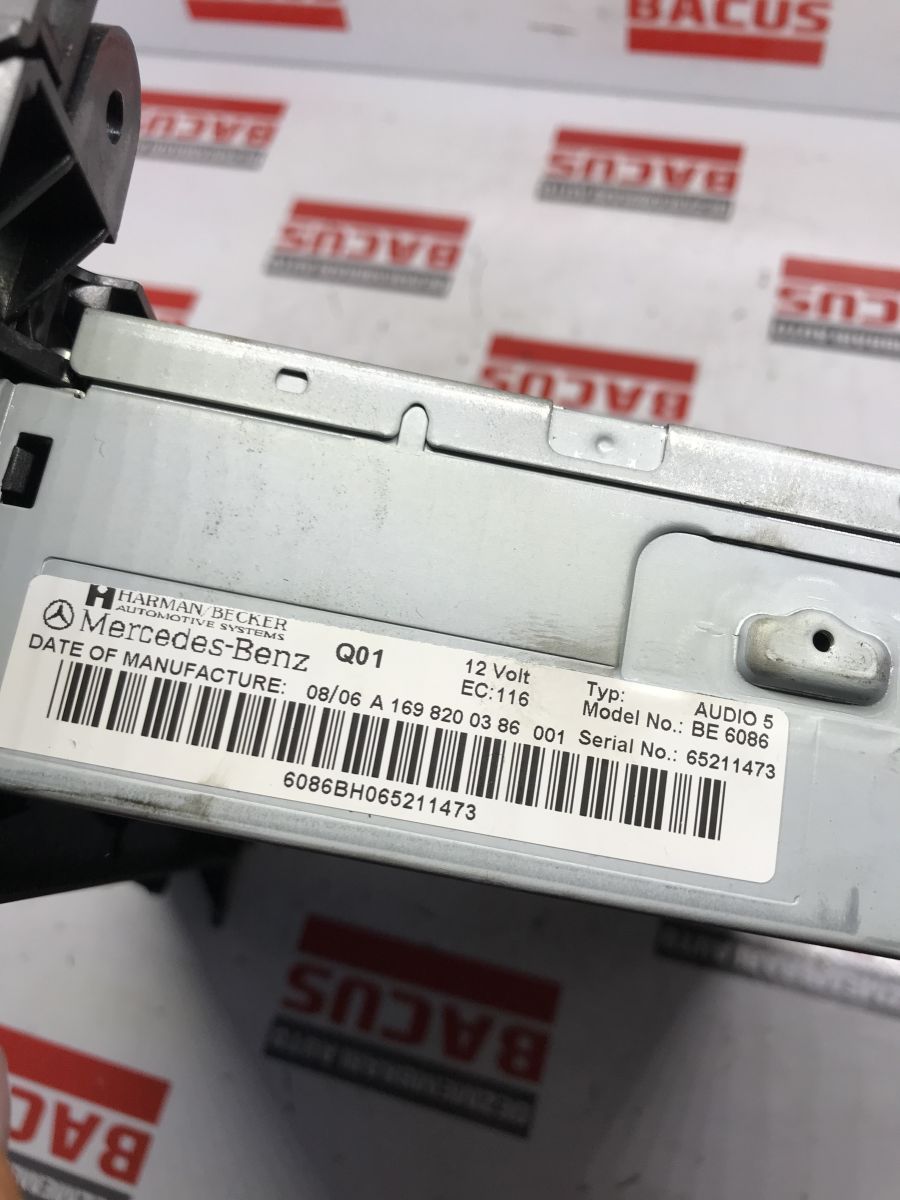 BACUS
BACUS
BACUS
BACUS
BACUS
BACUS
HARMAN/BECKER
AUTOMOTIVE SYSTEMS
Mercedes-Benz Q01 12 Volt Typ: AUDIO 5
EC:116 Model No.: BE 6086
DATE OF MANUFACTURE: 08/06 A 169 820 03 86 001 Serial No.: 65211473
6086BH065211473
BACUS
DEZMEMBRARI AUTO
BACUS